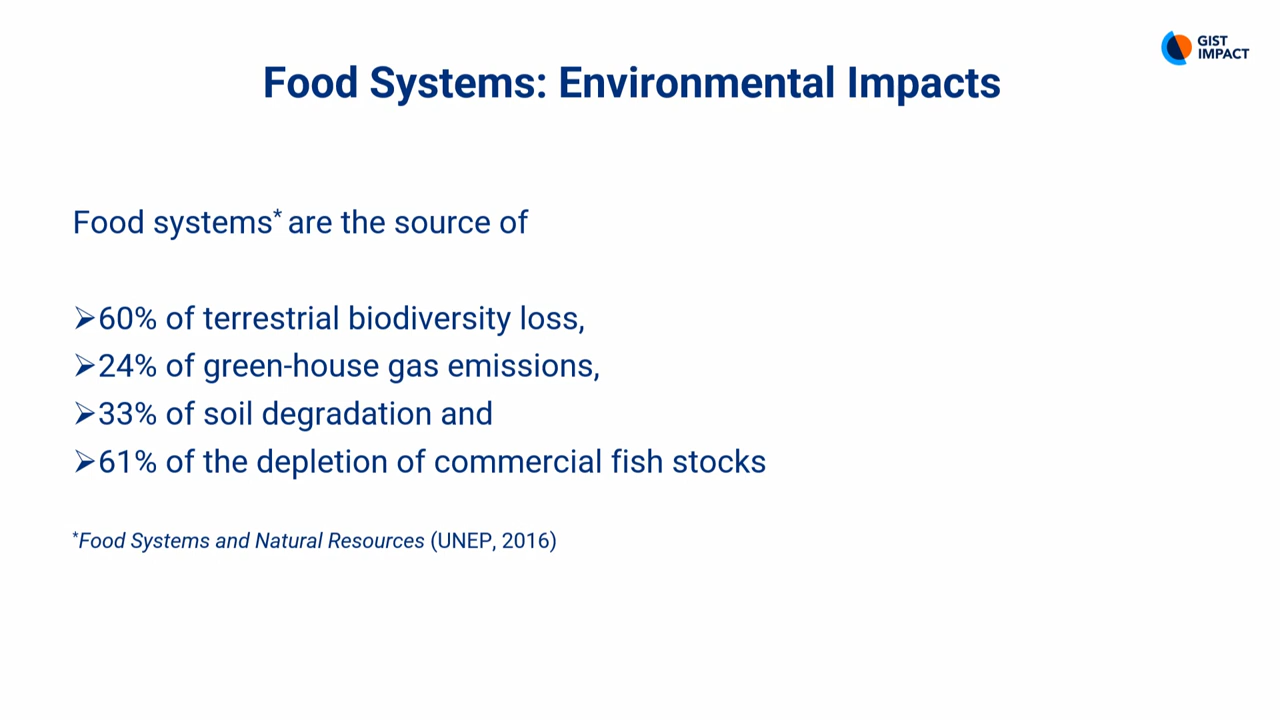 GIST
IMPACT
Food Systems: Environmental Impacts
Food systems* are the source of
➢60% of terrestrial biodiversity loss,
➢24% of green-house gas emissions,
➢33% of soil degradation and
➢61% of the depletion of commercial fish stocks
*Food Systems and Natural Resources (UNEP, 2016)